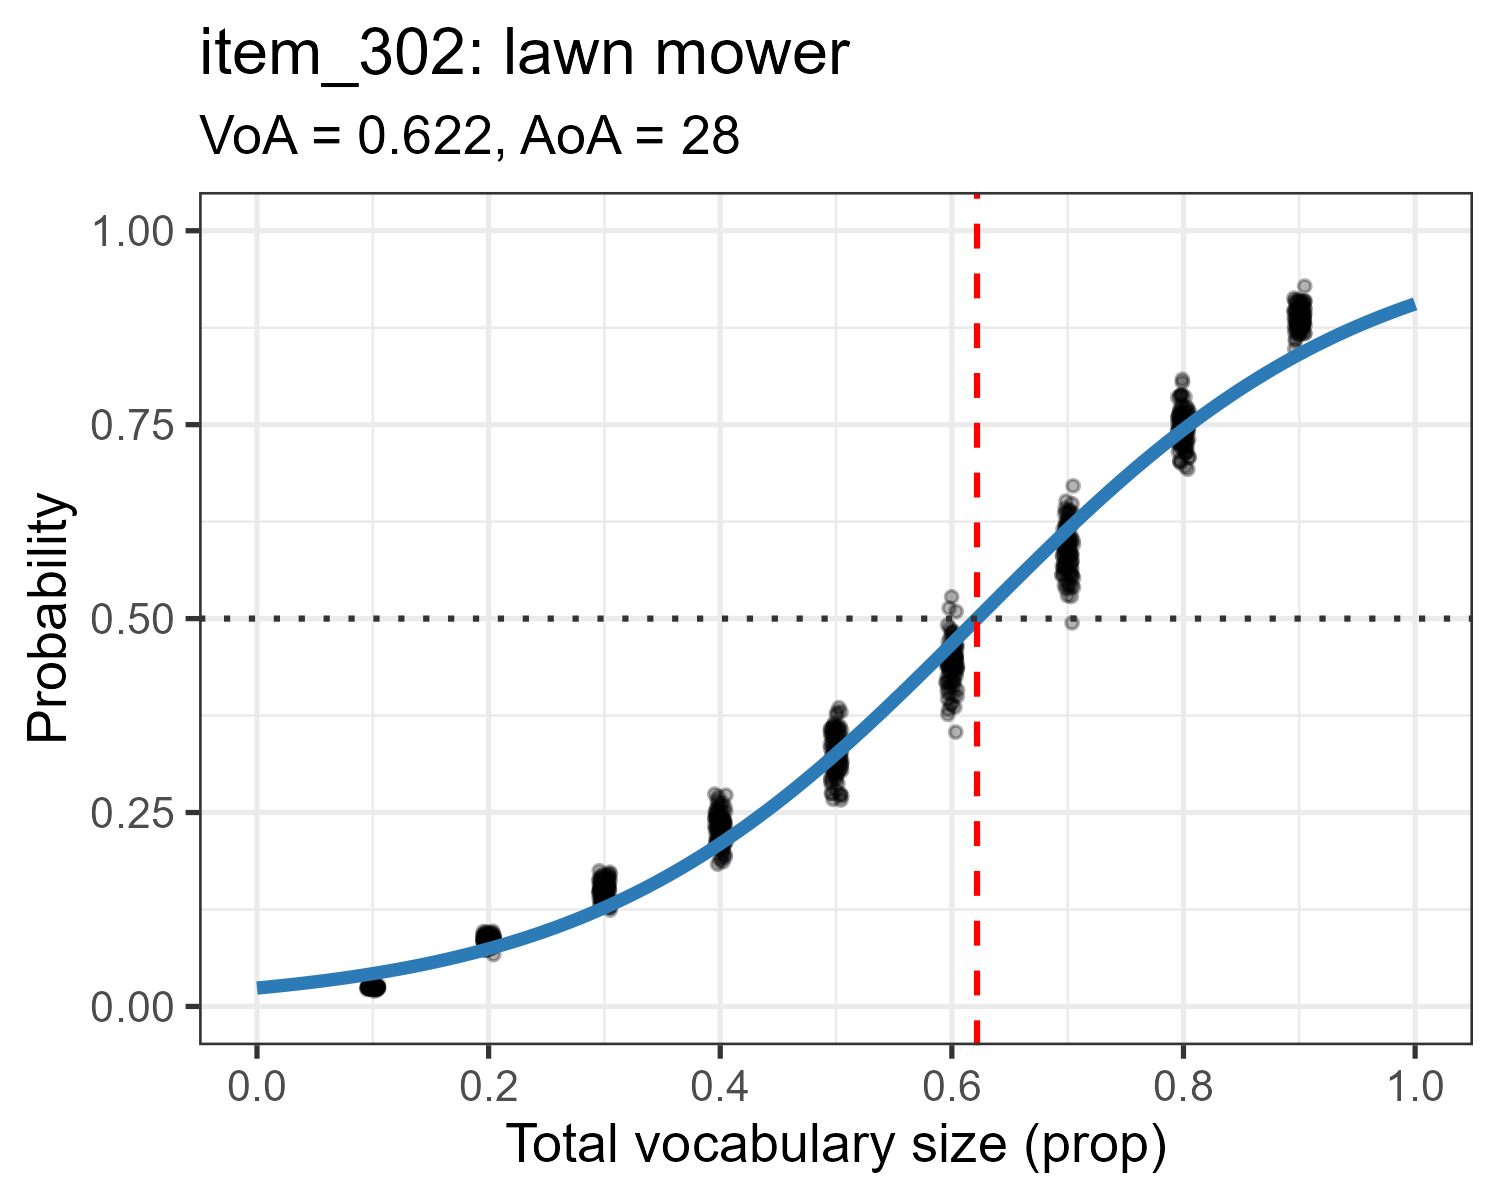 item_302: lawn mower
VoA = 0.622, AoA = 28
1.00
0.75
0.50
0.25
0.00
Probability
0.0 0.2 0.4 0.6 0.8 1.0
Total vocabulary size (prop)